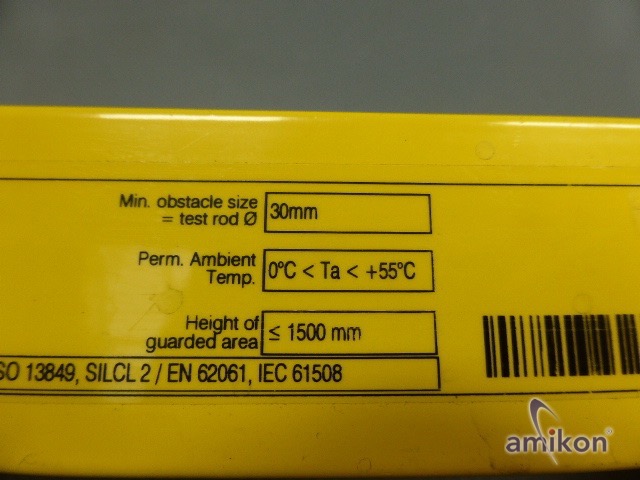 Min. obstacle size
= test rod Ø
30mm
Perm. Ambient
Temp.
0°C < Ta < +55°C
Height of
guarded area
≤ 1500 mm
SO 13849, SILCL 2 / EN 62061, IEC 61508
amikon®